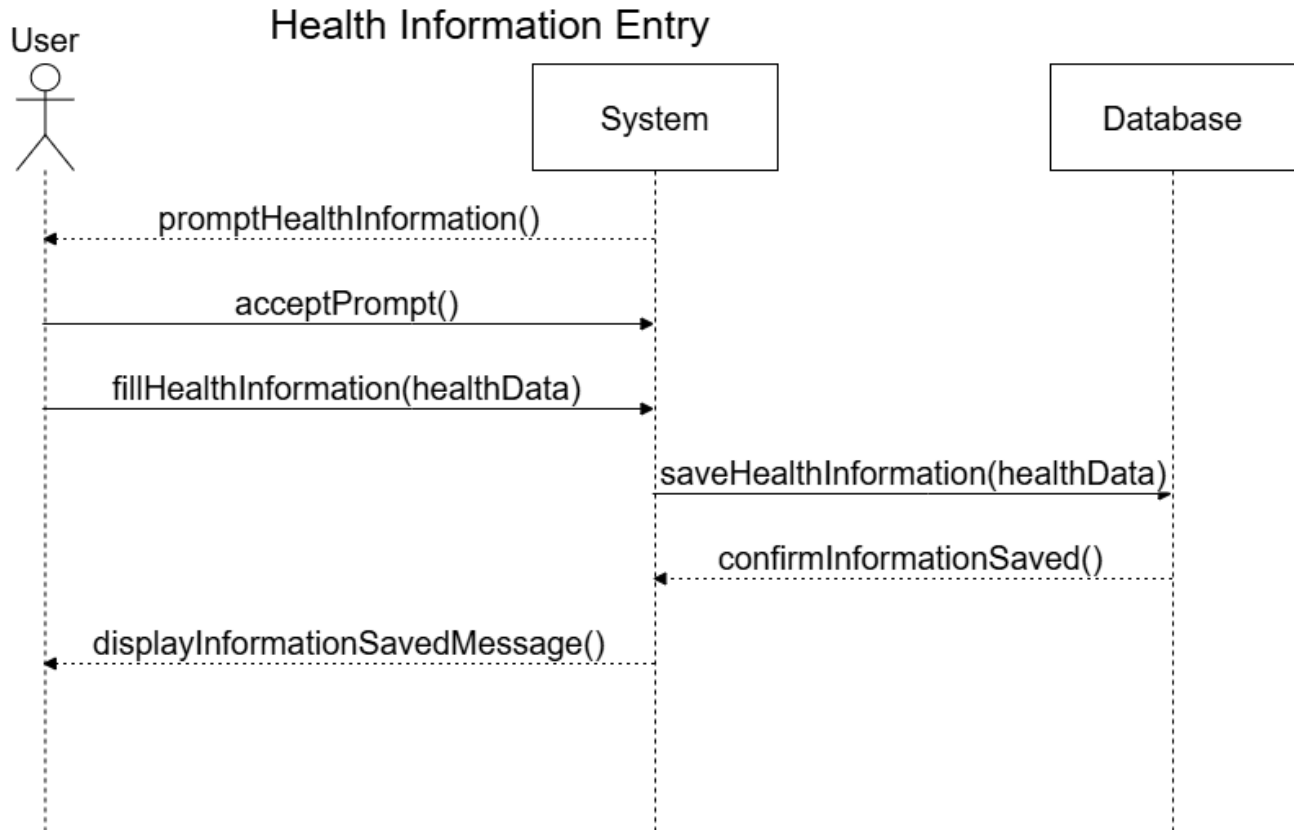 Health Information Entry
User
System
Database
promptHealthInformation()
acceptPrompt()
fillHealthInformation(healthData)
saveHealthInformation(healthData)
confirmInformationSaved()
displayInformationSavedMessage()